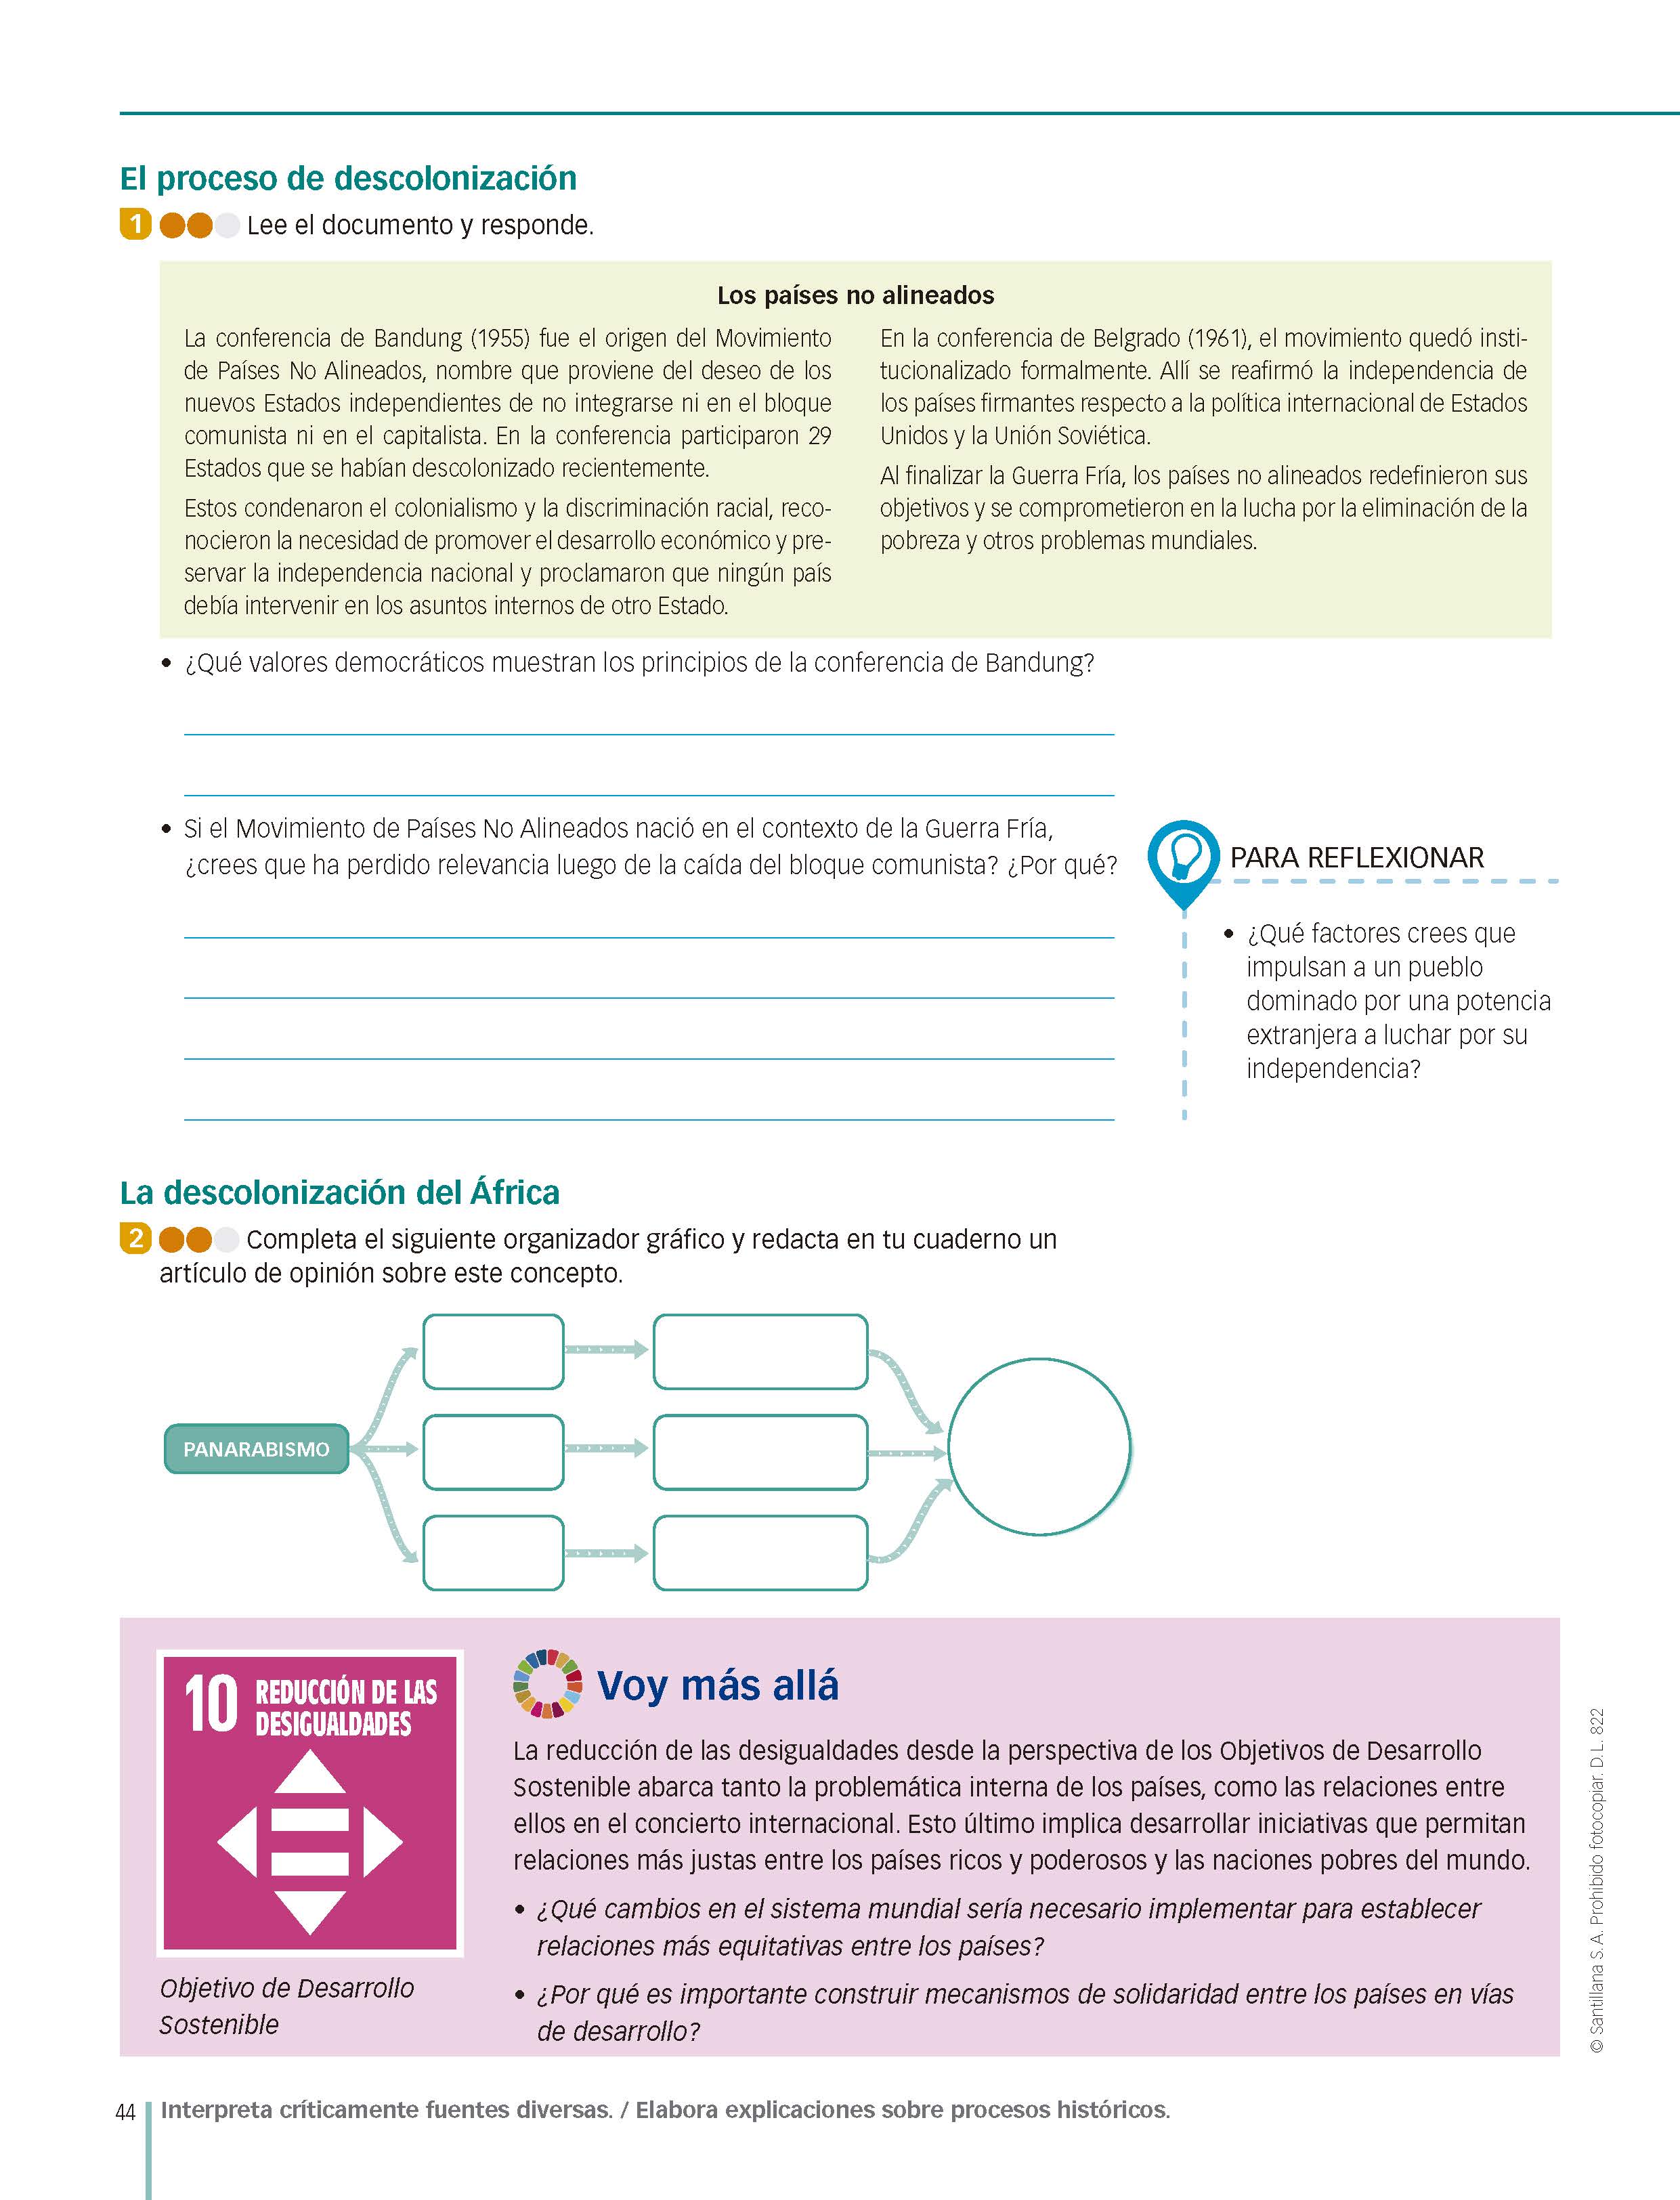 El proceso de descolonización
1 Lee el documento y responde.
Los países no alineados
La conferencia de Bandung (1955) fue el origen del Movimiento
de Países No Alineados, nombre que proviene del deseo de los
nuevos Estados independientes de no integrarse ni en el bloque
comunista ni en el capitalista. En la conferencia participaron 29
Estados que se habían descolonizado recientemente.
Estos condenaron el colonialismo y la discriminación racial, reco-
nocieron la necesidad de promover el desarrollo económico y pre-
servar la independencia nacional y proclamaron que ningún país
debía intervenir en los asuntos internos de otro Estado.
En la conferencia de Belgrado (1961), el movimiento quedó insti-
tucionalizado formalmente. Allí se reafirmó la independencia de
los países firmantes respecto a la política internacional de Estados
Unidos y la Unión Soviética.
Al finalizar la Guerra Fría, los países no alineados redefinieron sus
objetivos y se comprometieron en la lucha por la eliminación de la
pobreza y otros problemas mundiales.
• ¿Qué valores democráticos muestran los principios de la conferencia de Bandung?
• Si el Movimiento de Países No Alineados nació en el contexto de la Guerra Fría,
¿crees que ha perdido relevancia luego de la caída del bloque comunista? ¿Por qué?
PARA REFLEXIONAR
• ¿Qué factores crees que
impulsan a un pueblo
dominado por una potencia
extranjera a luchar por su
independencia?
La descolonización del África
2 Completa el siguiente organizador gráfico y redacta en tu cuaderno un
artículo de opinión sobre este concepto.
PANARABISMO
10 REDUCCIÓN DE LAS
DESIGUALDADES
Objetivo de Desarrollo
Sostenible
Voy más allá
La reducción de las desigualdades desde la perspectiva de los Objetivos de Desarrollo
Sostenible abarca tanto la problemática interna de los países, como las relaciones entre
ellos en el concierto internacional. Esto último implica desarrollar iniciativas que permitan
relaciones más justas entre los países ricos y poderosos y las naciones pobres del mundo.
• ¿Qué cambios en el sistema mundial sería necesario implementar para establecer
relaciones más equitativas entre los países?
• ¿Por qué es importante construir mecanismos de solidaridad entre los países en vías
de desarrollo?
© Santillana S.A. Prohibido fotocopiar. D.L. 822
44 Interpreta críticamente fuentes diversas. / Elabora explicaciones sobre procesos históricos.